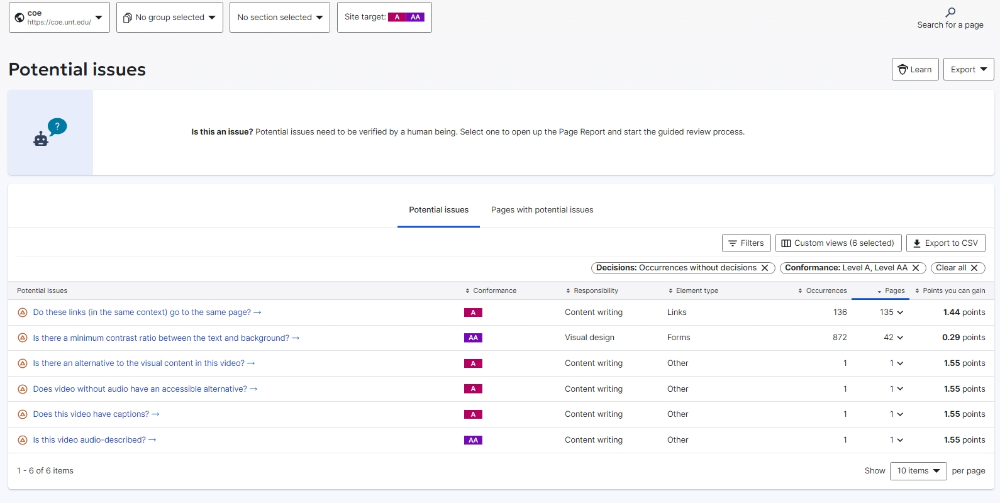 coe
https://coe.unt.edu/
No group selected
No section selected
Site target: A AA
Search for a page
Potential issues
Learn
Export
?
Is this an issue? Potential issues need to be verified by a human being. Select one to open up the Page Report and start the guided review process.
Potential issues Pages with potential issues
Filters Custom views (6 selected) Export to CSV
Decisions: Occurrences without decisions Conformance: Level A, Level AA Clear all
Potential issues Conformance Responsibility Element type Occurrences Pages Points you can gain
Do these links (in the same context) go to the same page? → A Content writing Links 136 135 1.44 points
Is there a minimum contrast ratio between the text and background? → AA Visual design Forms 872 42 0.29 points
Is there an alternative to the visual content in this video? → A Content writing Other 1 1 1.55 points
Does video without audio have an accessible alternative? → A Content writing Other 1 1 1.55 points
Does this video have captions? → A Content writing Other 1 1 1.55 points
Is this video audio-described? → AA Content writing Other 1 1 1.55 points
1 - 6 of 6 items
Show 10 items per page